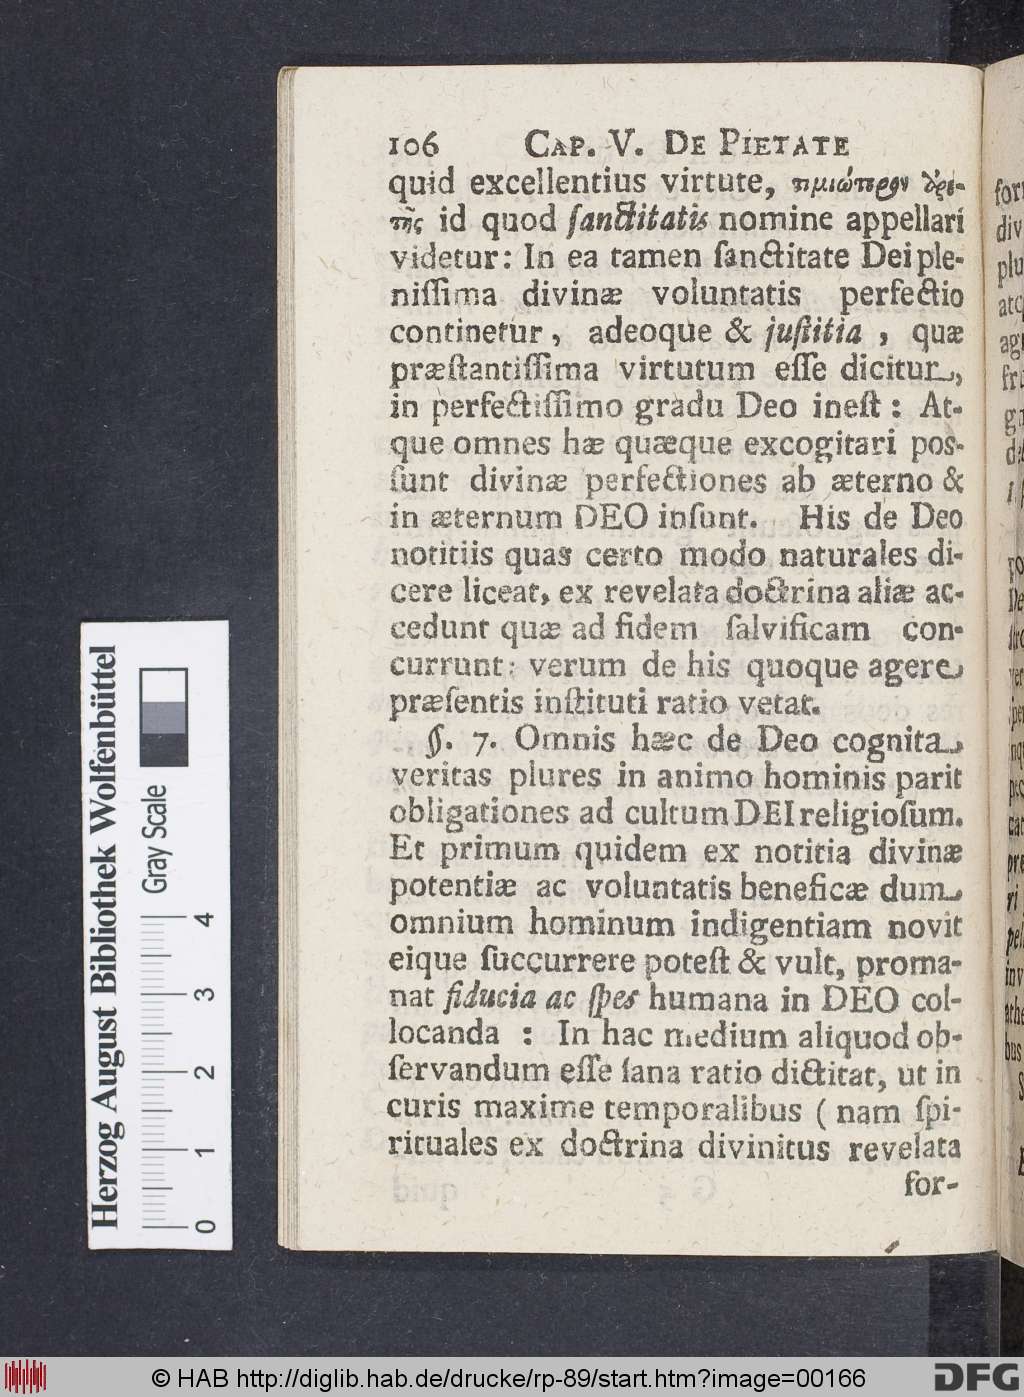 106 CAP. V. DE PIETATE
quid excellentius virtute, τιμιώτερον ἀρε-
τῆς id quod ſanctitatis nomine appellari
videtur: In ea tamen ſanctitate Dei ple-
niſſima divinæ voluntatis perfectio
continetur, adeoque & juſtitia, quæ
præſtantiſſima virtutum eſſe dicitur,
in perfectiſſimo gradu Deo ineſt: At-
que omnes hæ quæque excogitari poſ-
ſunt divinæ perfectiones ab æterno &
in æternum DEO inſunt. His de Deo
notitiis quas certo modo naturales di-
cere liceat, ex revelata doctrina aliæ ac-
cedunt quæ ad fidem ſalvificam con-
currunt: verum de his quoque agere
præſentis inſtituti ratio vetat.
§. 7. Omnis hæc de Deo cognita
veritas plures in animo hominis parit
obligationes ad cultum DEI religioſum.
Et primum quidem ex notitia divinæ
potentiæ ac voluntatis beneficæ dum
omnium hominum indigentiam novit
eique ſuccurrere poteſt & vult, proma-
nat fiducia ac ſpes humana in DEO col-
locanda : In hac medium aliquod ob-
ſervandum eſſe ſana ratio dictitat, ut in
curis maxime temporalibus ( nam ſpi-
rituales ex doctrina divinitus revelata
for-
Herzog August Bibliothek Wolfenbüttel
Gray Scale
0 1 2 3 4
© HAB http://diglib.hab.de/drucke/rp-89/start.htm?image=00166
DFG